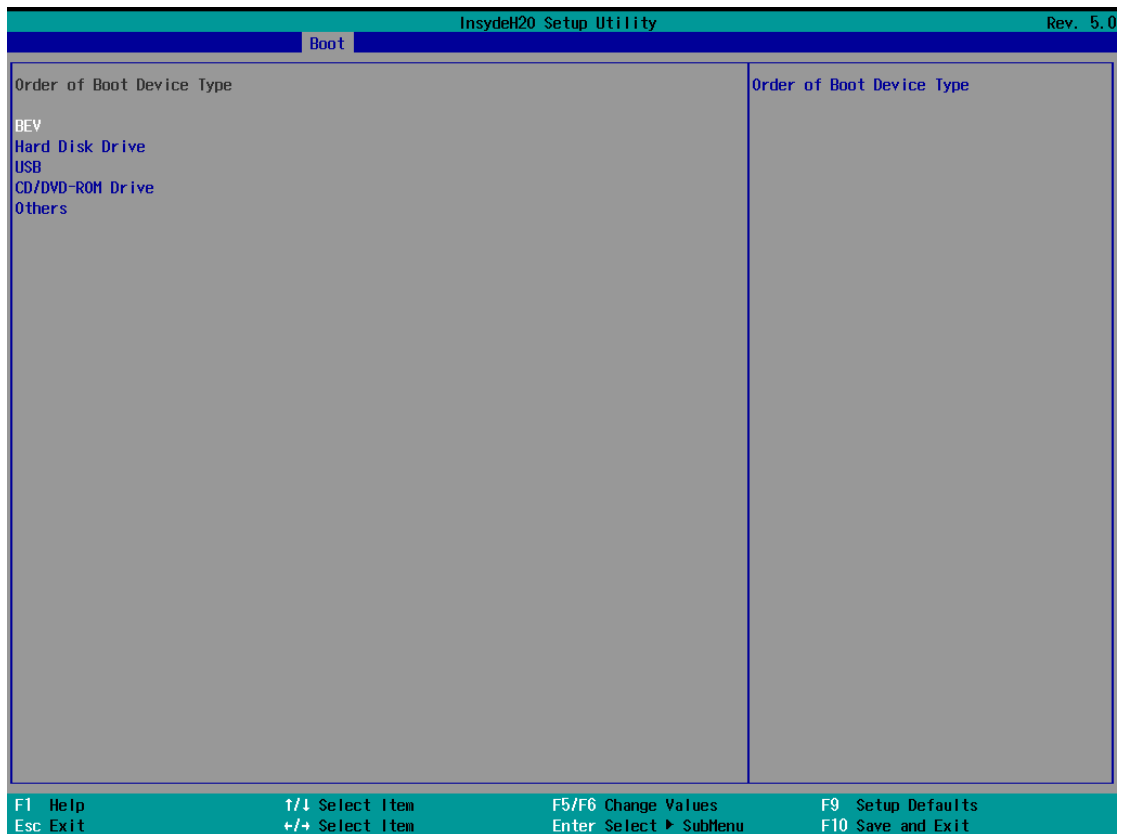 InsydeH20 Setup Utility Rev. 5.0
Boot
Order of Boot Device Type
Order of Boot Device Type
BEV
Hard Disk Drive
USB
CD/DVD-ROM Drive
Others
F1 Help ↑/↓ Select Item F5/F6 Change Values F9 Setup Defaults
Esc Exit ←/→ Select Item Enter Select ▶ SubMenu F10 Save and Exit